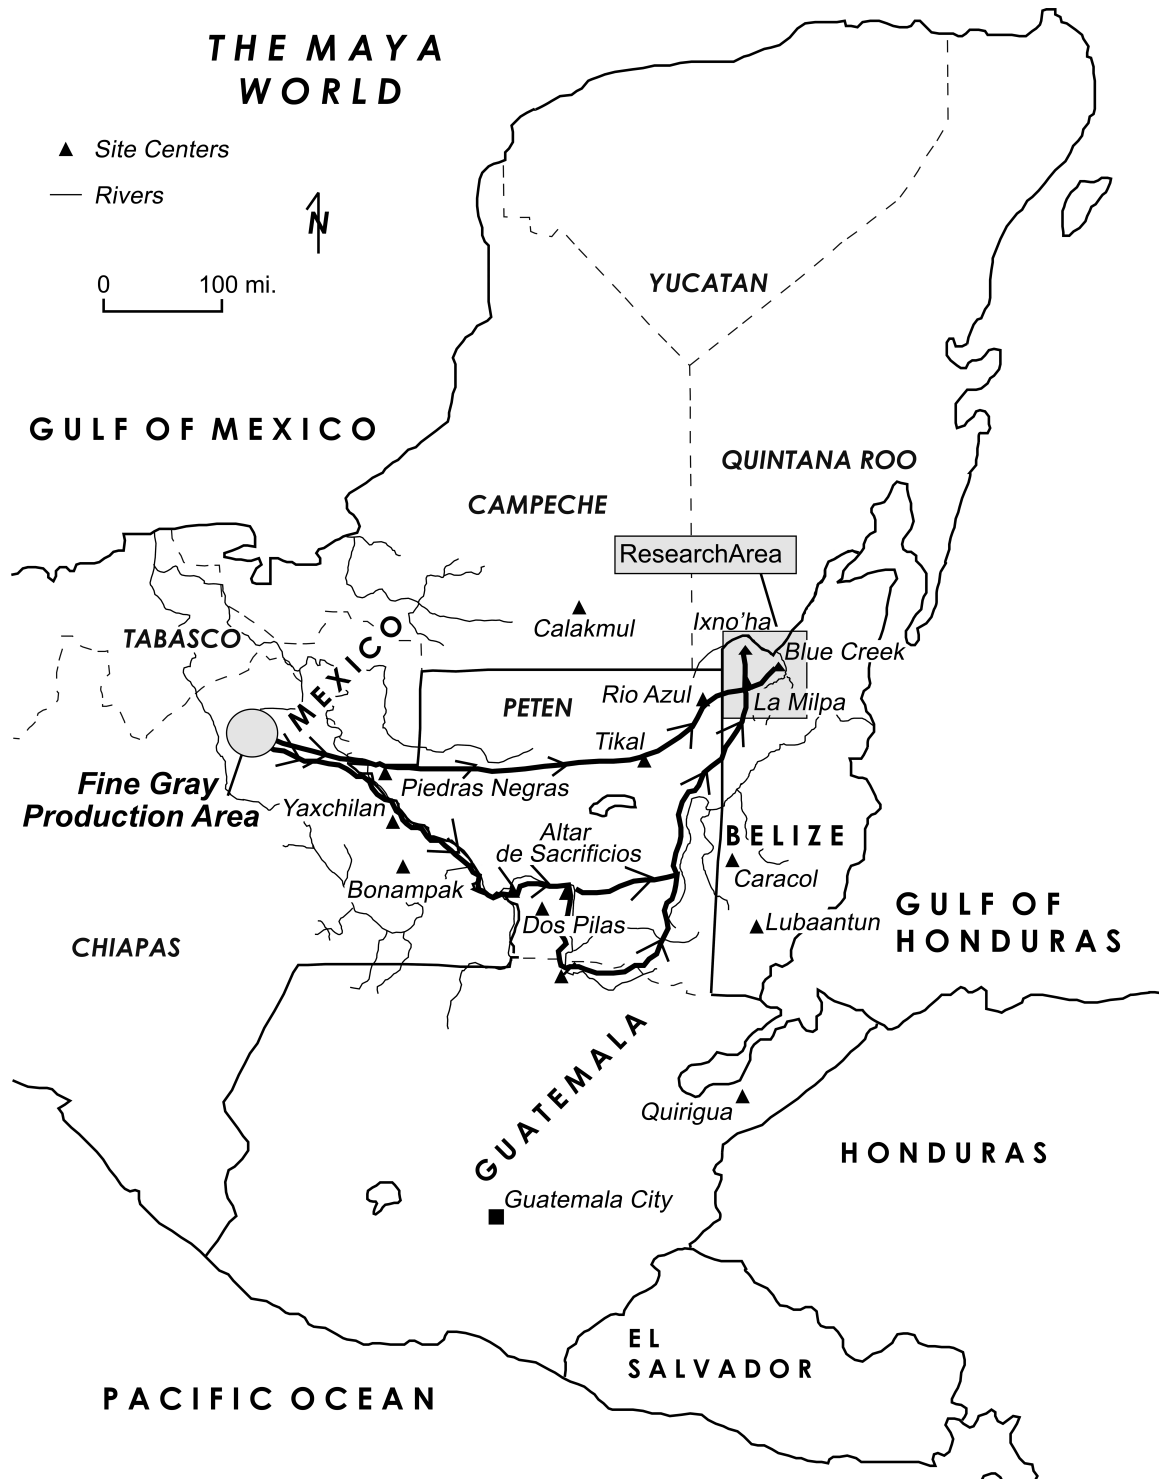 THE MAYA
WORLD
Site Centers
Rivers
N
0 100 mi.
YUCATAN
GULF OF MEXICO
QUINTANA ROO
CAMPECHE
ResearchArea
Calakmul
Ixno'ha
TABASCO
MEXICO
Blue Creek
PETEN
Rio Azul
La Milpa
Tikal
Fine Gray
Production Area
Piedras Negras
Yaxchilan
Altar
de Sacrificios
BELIZE
Bonampak
Caracol
Dos Pilas
Lubaantun
GULF OF
HONDURAS
CHIAPAS
GUATEMALA
Quirigua
HONDURAS
Guatemala City
EL
SALVADOR
PACIFIC OCEAN